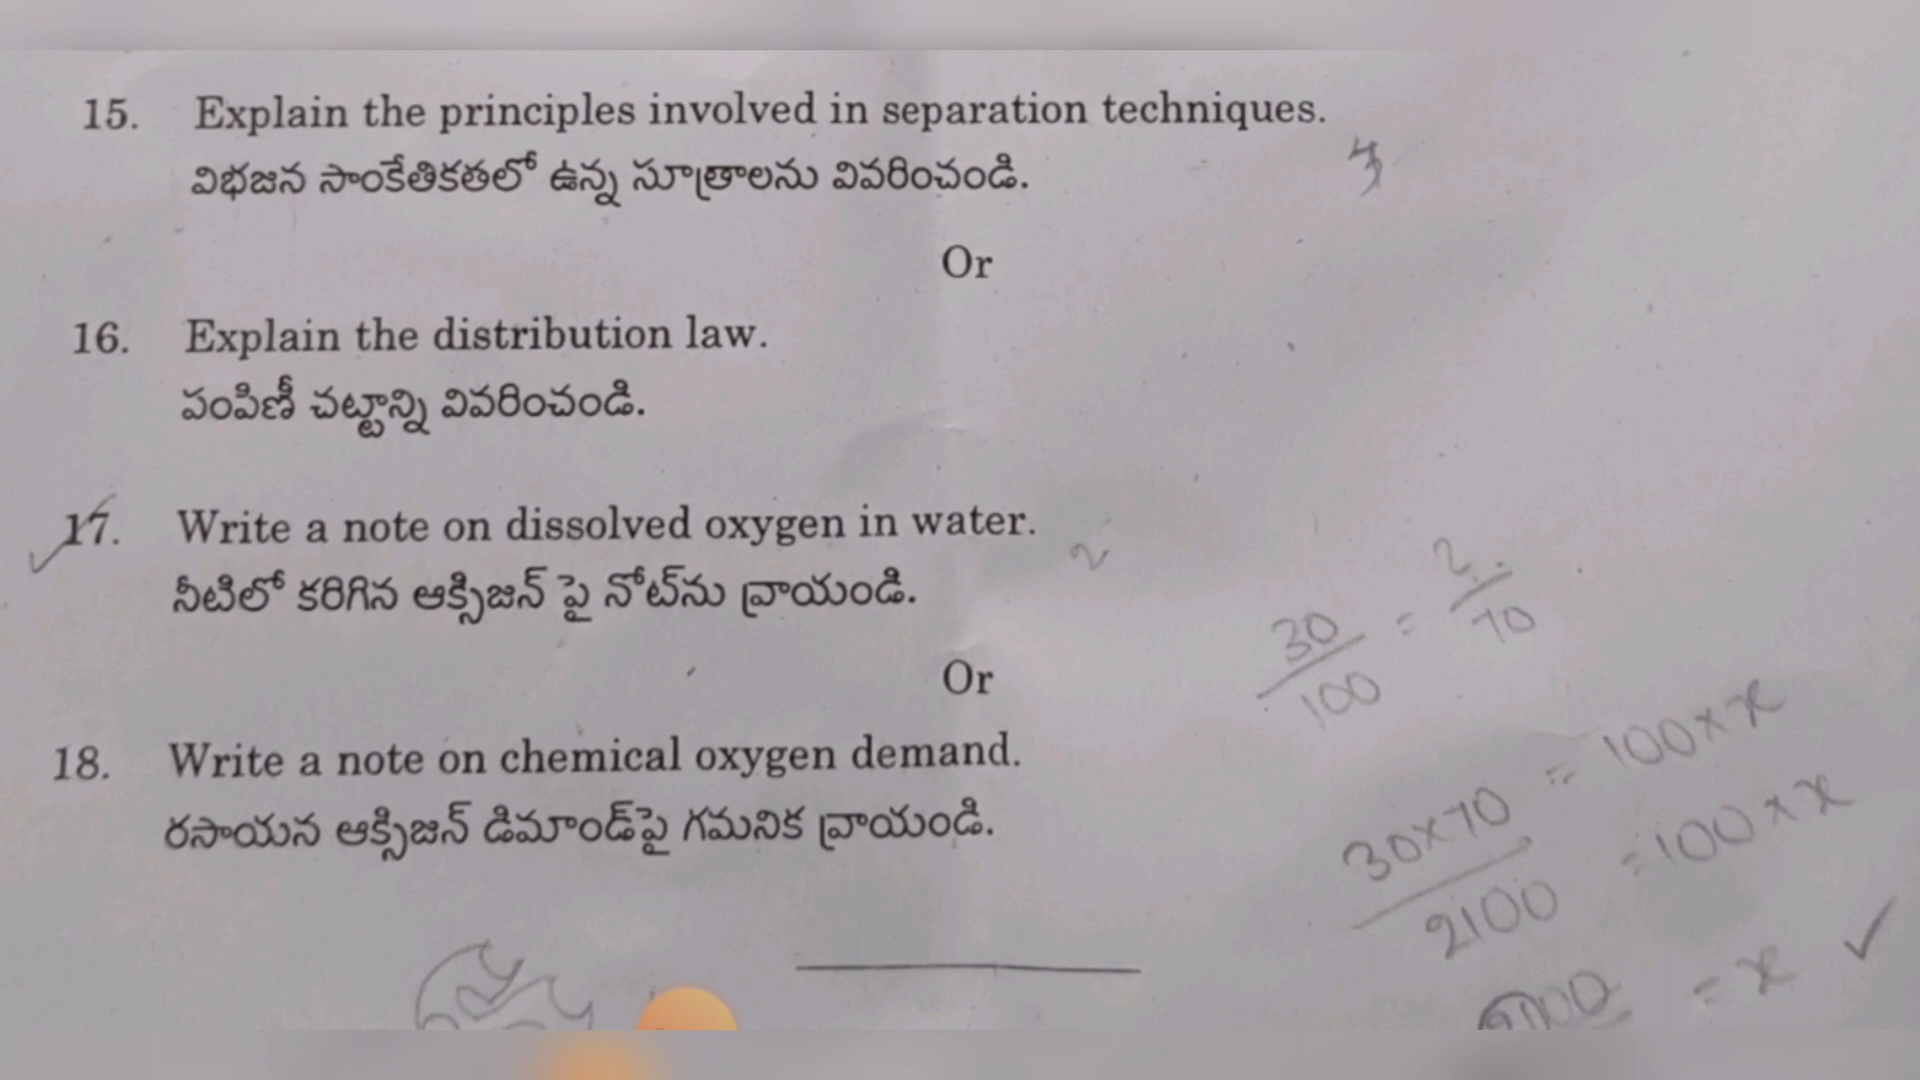 15. Explain the principles involved in separation techniques.
విభజన సాంకేతికతలో ఉన్న సూత్రాలను వివరించండి.
Or
16. Explain the distribution law.
పంపిణీ చట్టాన్ని వివరించండి.
17. Write a note on dissolved oxygen in water.
నీటిలో కరిగిన ఆక్సిజన్ పై నోట్‌ను వ్రాయండి.
30/100 = 2/70
Or
18. Write a note on chemical oxygen demand.
రసాయన ఆక్సిజన్ డిమాండ్‌పై గమనిక వ్రాయండి.
30×70 = 100×x
2100 = 100×x
= x ✓